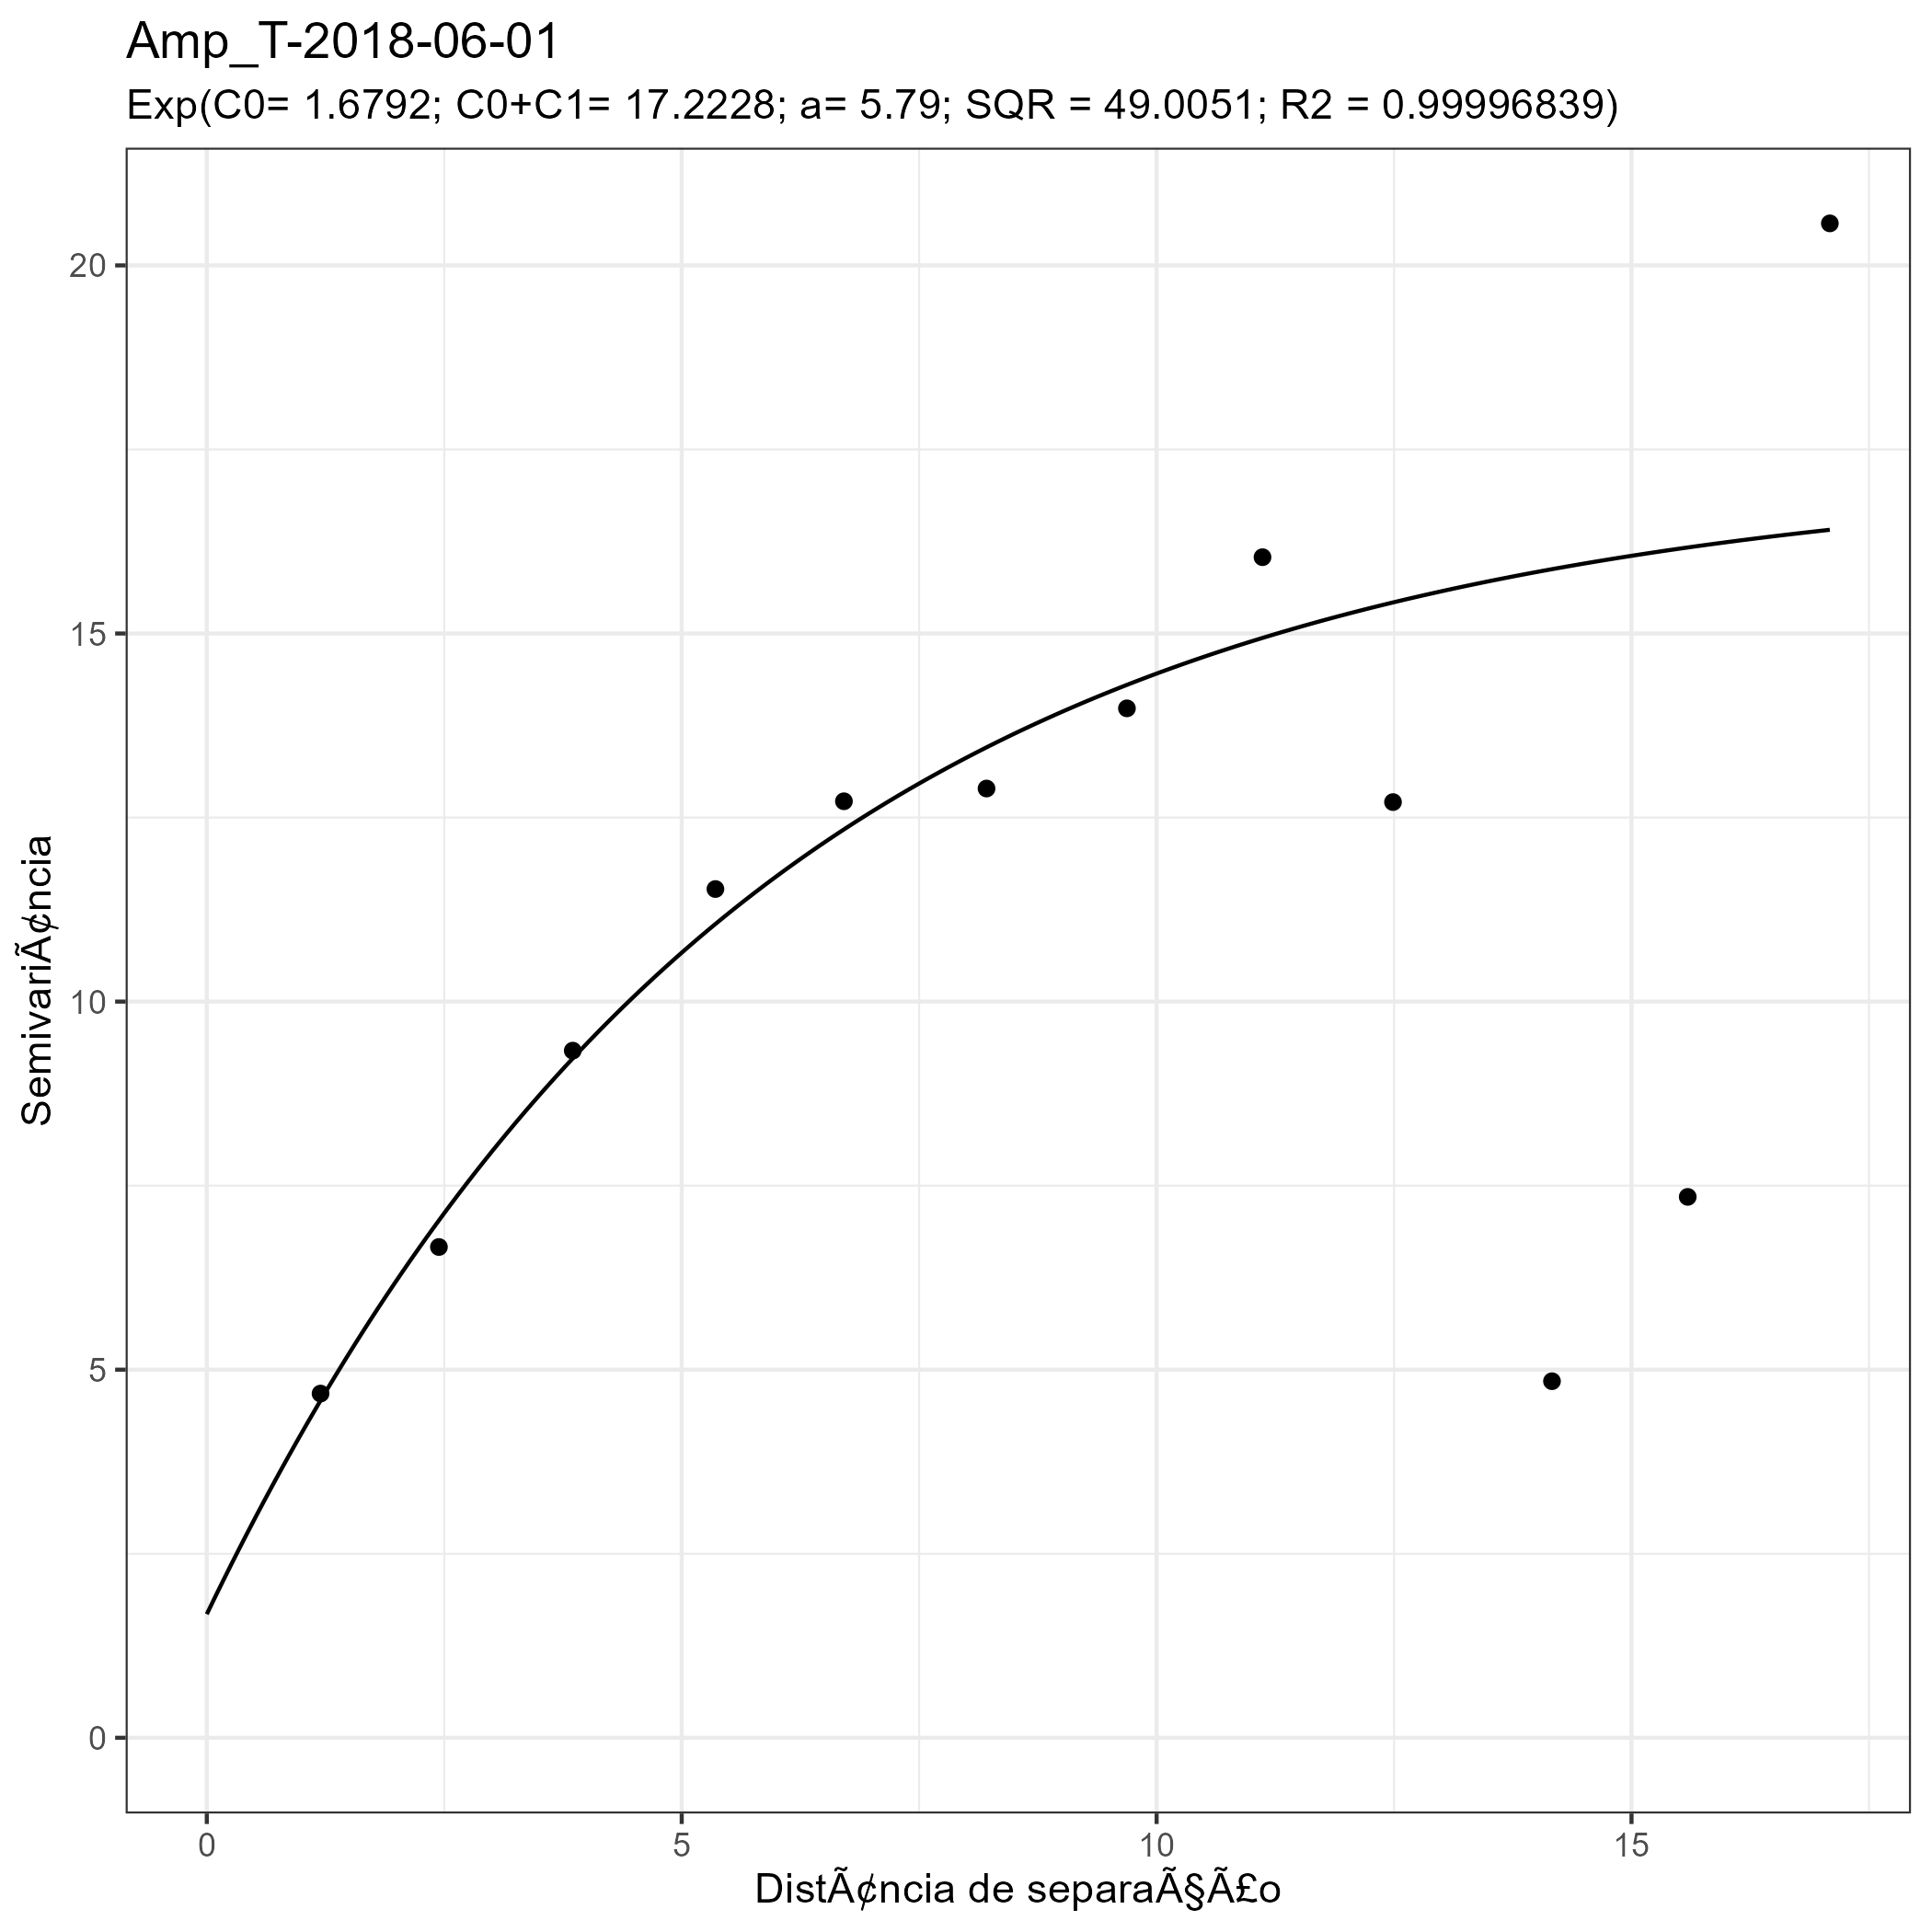 Amp_T-2018-06-01
Exp(C0= 1.6792; C0+C1= 17.2228; a= 5.79; SQR = 49.0051; R2 = 0.99996839)
SemivariÃ¢ncia
20
15
10
5
0
0 5 10 15
DistÃ¢ncia de separaÃ§Ã£o